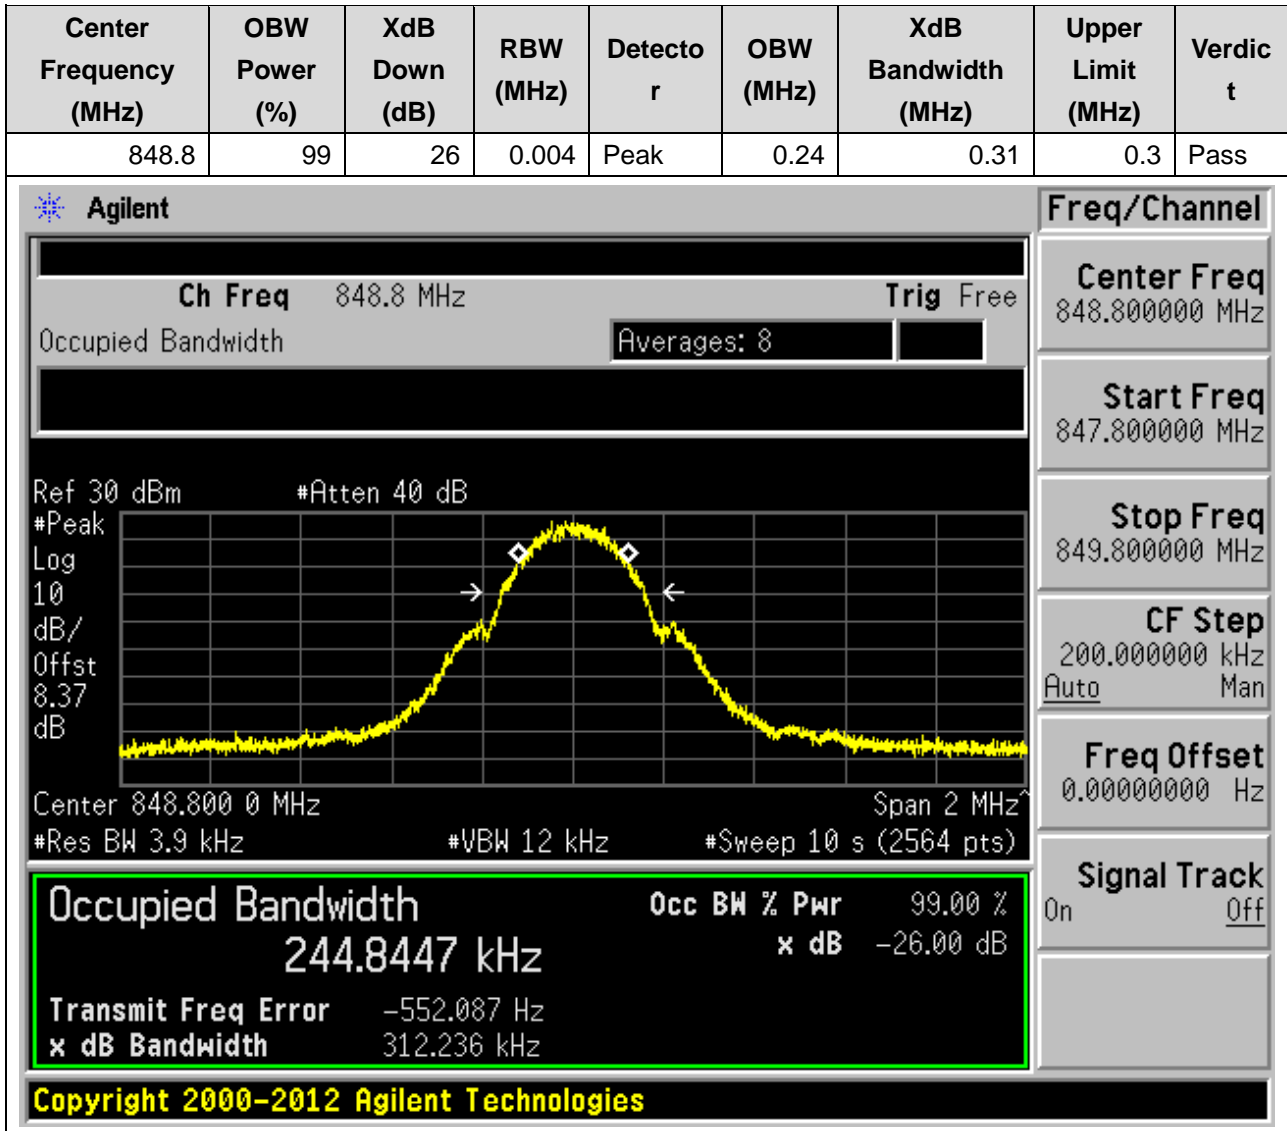 Center Frequency (MHz) OBW Power (%) XdB Down (dB) RBW (MHz) Detecto r OBW (MHz) XdB Bandwidth (MHz) Upper Limit (MHz) Verdic t
848.8 99 26 0.004 Peak 0.24 0.31 0.3 Pass
Agilent
Freq/Channel
Ch Freq 848.8 MHz Trig Free
Occupied Bandwidth Averages: 8
Ref 30 dBm #Atten 40 dB
#Peak
Log
10
dB/
Offst
8.37
dB
Center 848.800 0 MHz Span 2 MHz^
#Res BW 3.9 kHz #VBW 12 kHz #Sweep 10 s (2564 pts)
Occupied Bandwidth Occ BW % Pwr 99.00 %
244.8447 kHz x dB -26.00 dB
Transmit Freq Error -552.087 Hz
x dB Bandwidth 312.236 kHz
Copyright 2000-2012 Agilent Technologies
Center Freq
848.800000 MHz
Start Freq
847.800000 MHz
Stop Freq
849.800000 MHz
CF Step
200.000000 kHz
Auto Man
Freq Offset
0.00000000 Hz
Signal Track
On Off